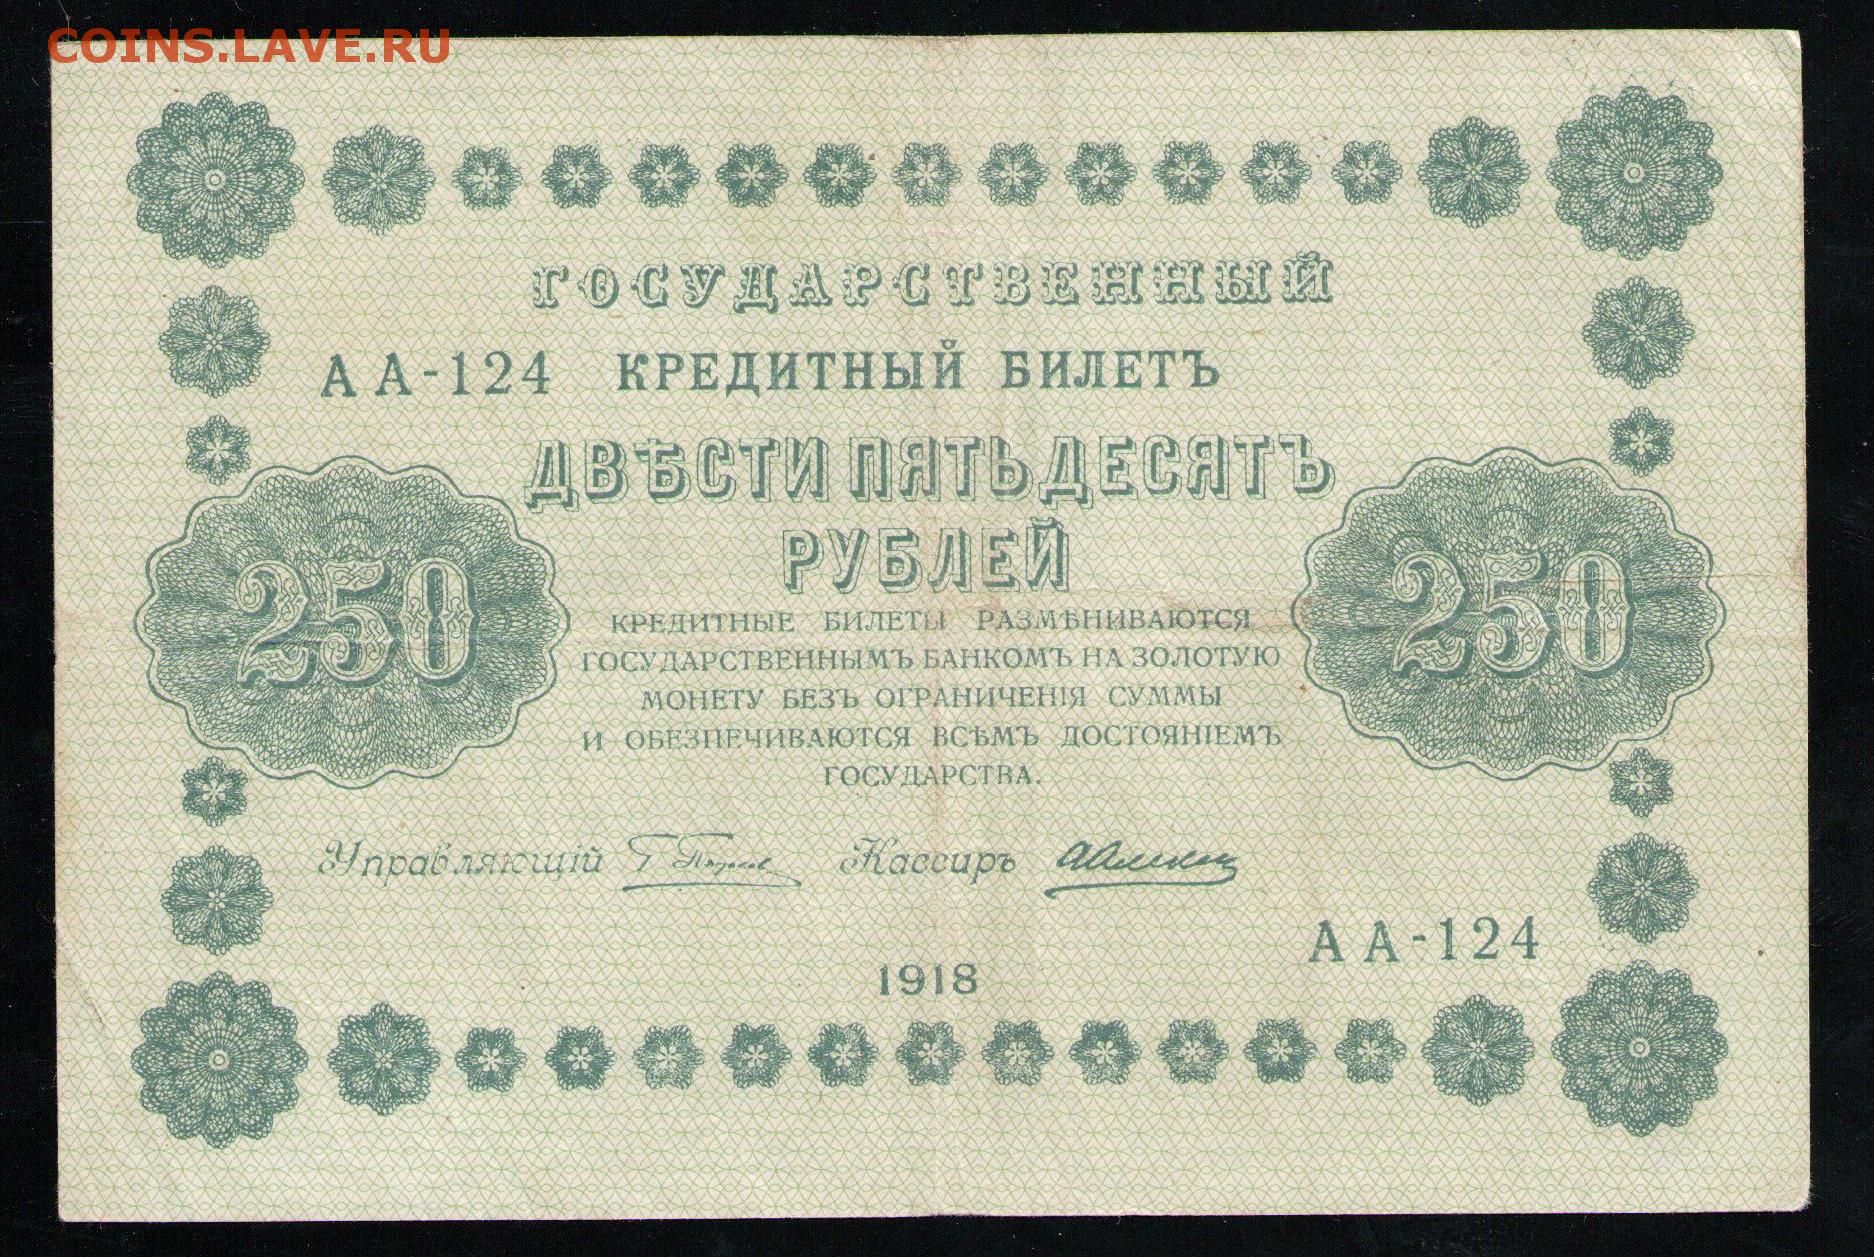 COINS.LAVE.RU
ГОСУДАРСТВЕННЫЙ
АА-124 КРЕДИТНЫЙ БИЛЕТЪ
ДВѢСТИ ПЯТЬДЕСЯТЪ
РУБЛЕЙ
250 250
КРЕДИТНЫЕ БИЛЕТЫ РАЗМѢНИВАЮТСЯ
ГОСУДАРСТВЕННЫМЪ БАНКОМЪ НА ЗОЛОТУЮ
МОНЕТУ БЕЗЪ ОГРАНИЧЕНІЯ СУММЫ
И ОБЕЗПЕЧИВАЮТСЯ ВСѢМЪ ДОСТОЯНІЕМЪ
ГОСУДАРСТВА.
Управляющій Кассиръ
АА-124
1918